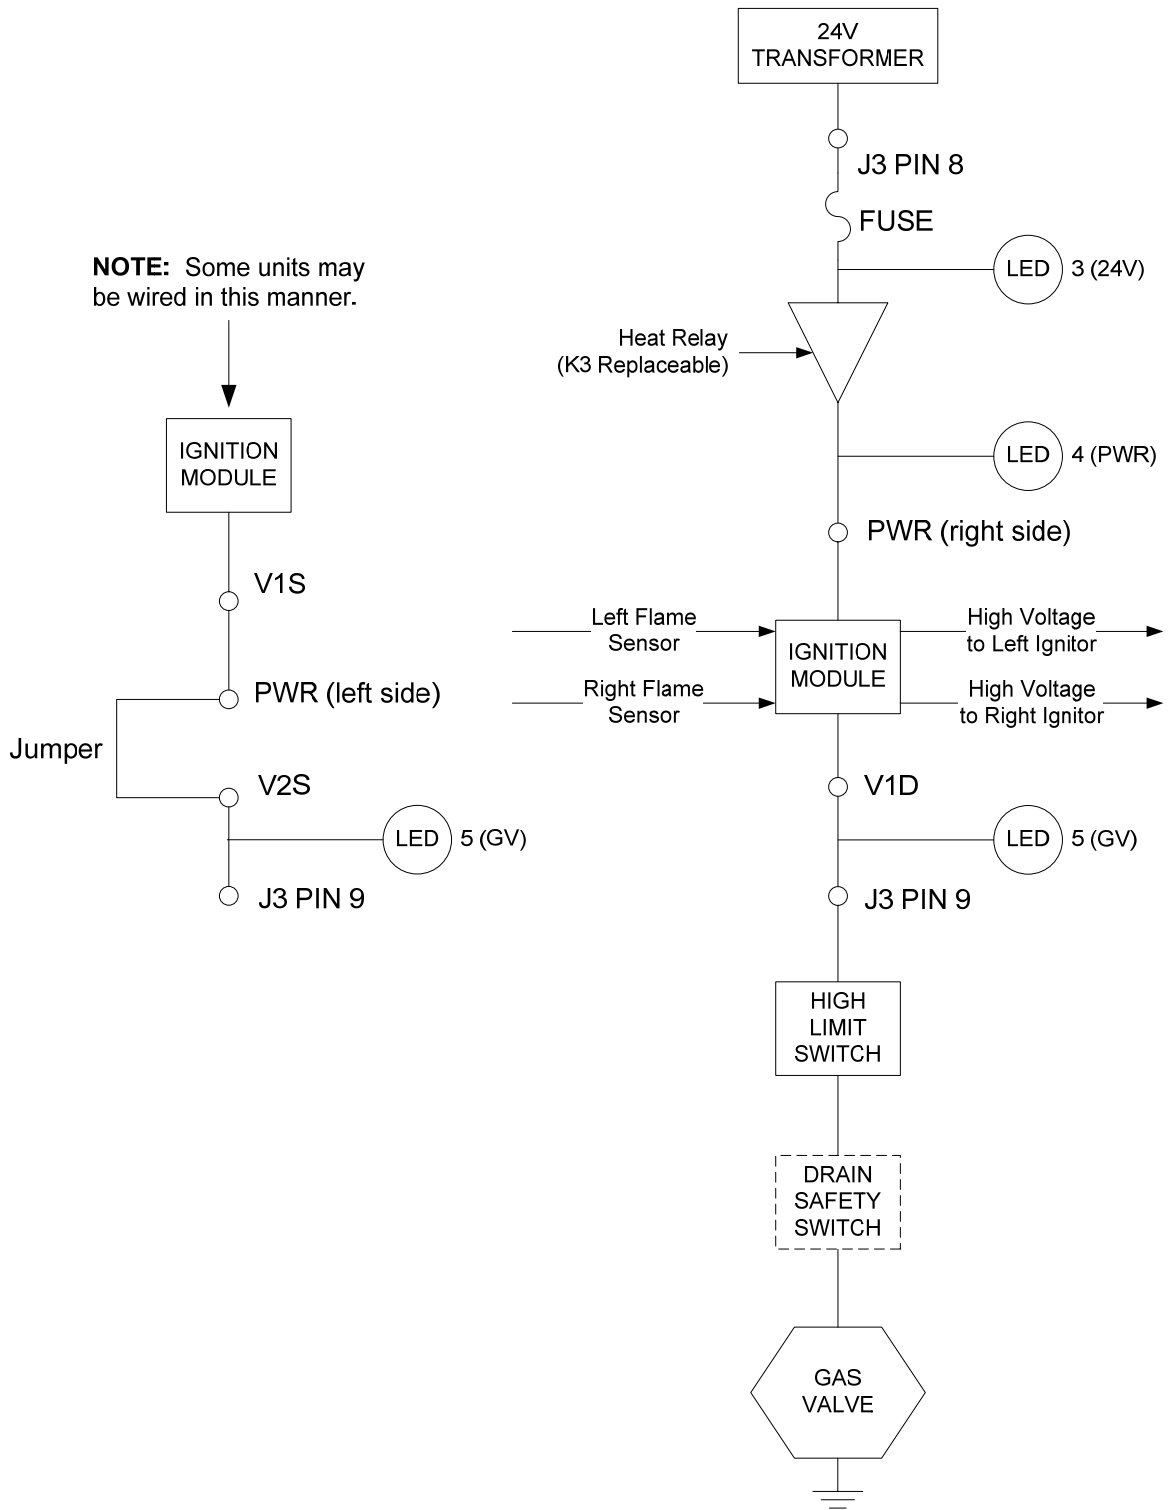 24V
TRANSFORMER
J3 PIN 8
FUSE
LED 3 (24V)
Heat Relay
(K3 Replaceable)
LED 4 (PWR)
PWR (right side)
Left Flame
Sensor
Right Flame
Sensor
IGNITION
MODULE
High Voltage
to Left Ignitor
High Voltage
to Right Ignitor
V1D
LED 5 (GV)
J3 PIN 9
HIGH
LIMIT
SWITCH
DRAIN
SAFETY
SWITCH
GAS
VALVE
NOTE: Some units may
be wired in this manner.
IGNITION
MODULE
V1S
PWR (left side)
Jumper
V2S
LED 5 (GV)
J3 PIN 9